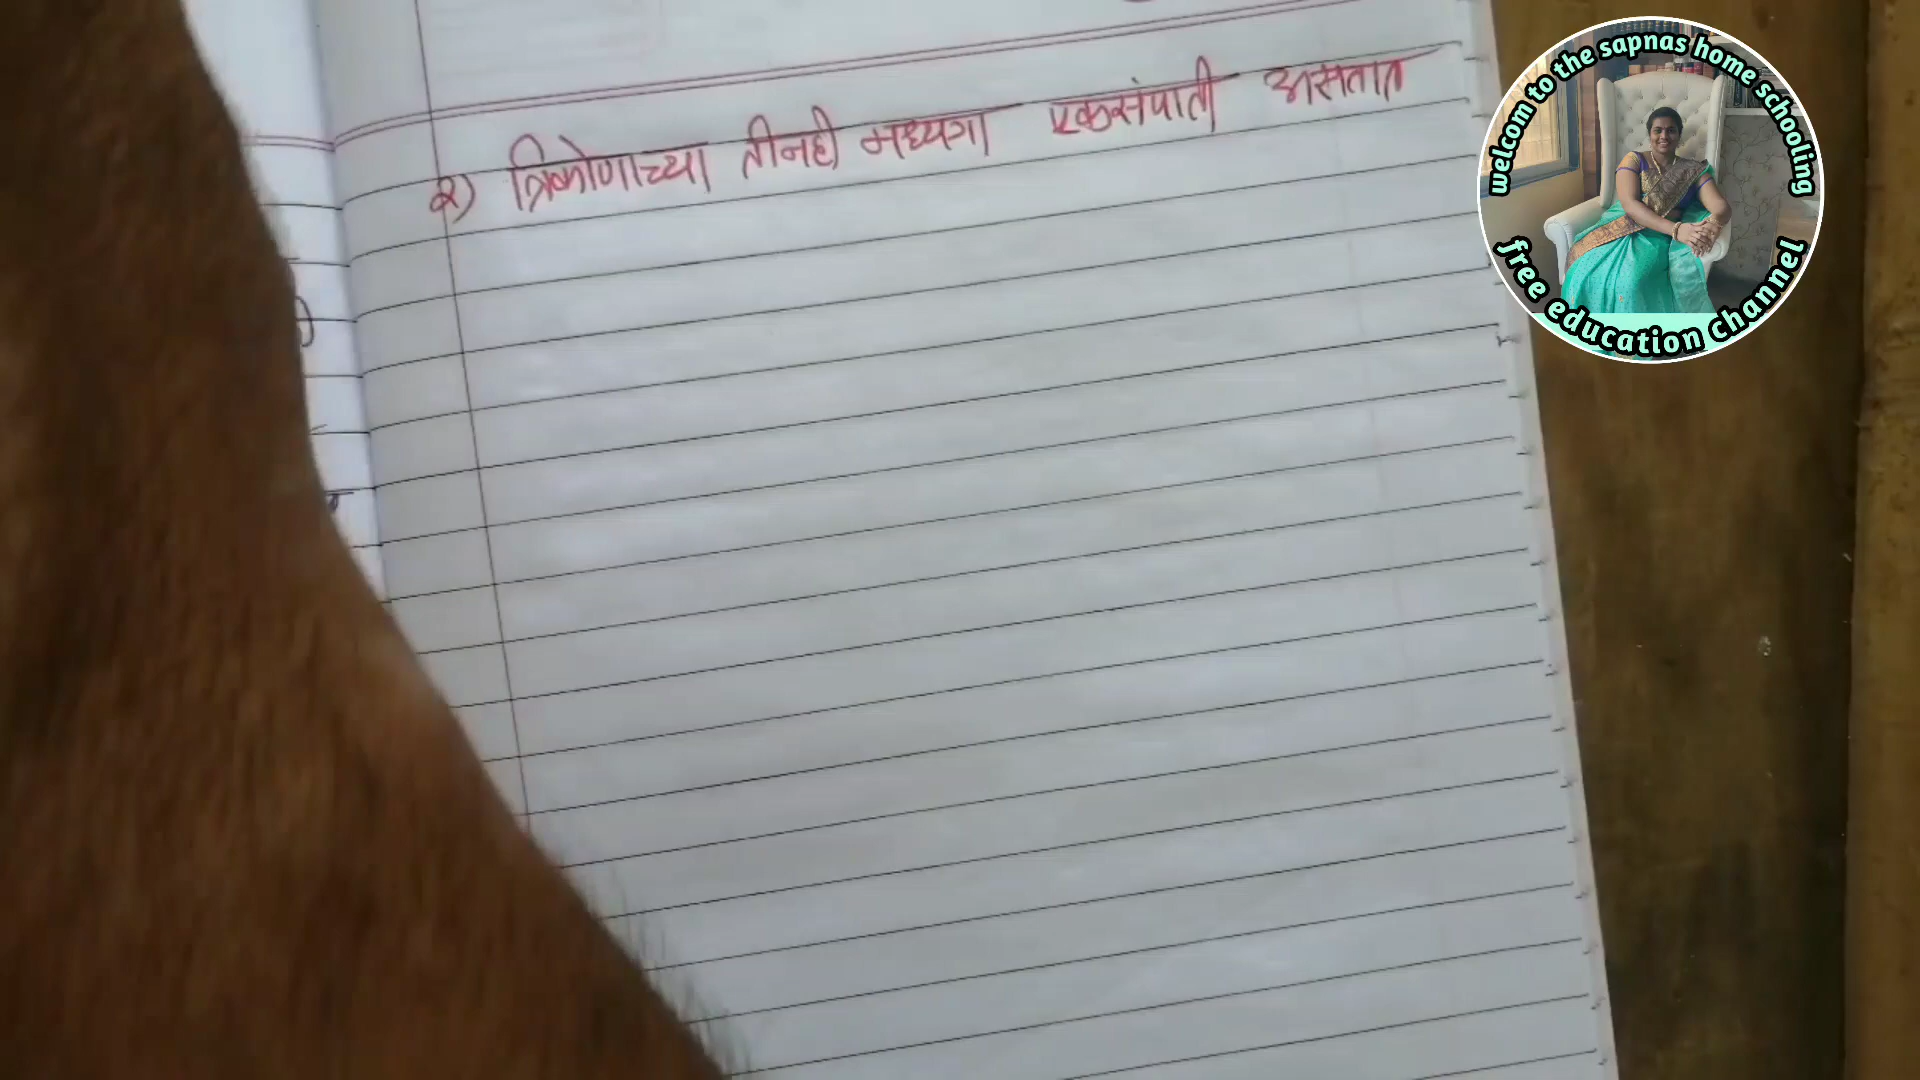 २) त्रिकोणाच्या तीनही मध्यगा एकसंपाती असतात
welcom to the sapnas home schooling
free education channel